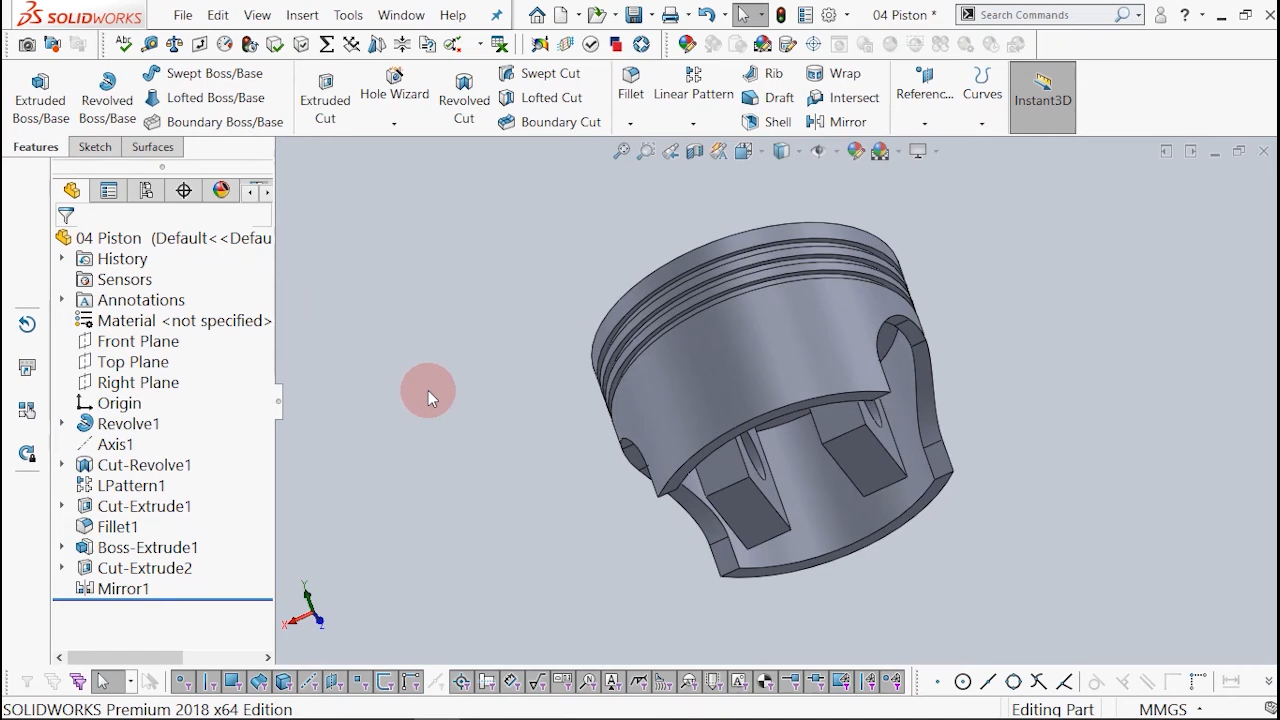 SOLIDWORKS File Edit View Insert Tools Window Help 04 Piston * Search Commands ?
Extruded Boss/Base Revolved Boss/Base Swept Boss/Base Lofted Boss/Base Boundary Boss/Base Extruded Cut Hole Wizard Revolved Cut Swept Cut Lofted Cut Boundary Cut Fillet Linear Pattern Rib Draft Shell Wrap Intersect Mirror Referenc... Curves Instant3D
Features Sketch Surfaces
04 Piston (Default<<Defau
History
Sensors
Annotations
Material <not specified>
Front Plane
Top Plane
Right Plane
Origin
Revolve1
Axis1
Cut-Revolve1
LPattern1
Cut-Extrude1
Fillet1
Boss-Extrude1
Cut-Extrude2
Mirror1
Y
X
Z
SOLIDWORKS Premium 2018 x64 Edition Editing Part MMGS